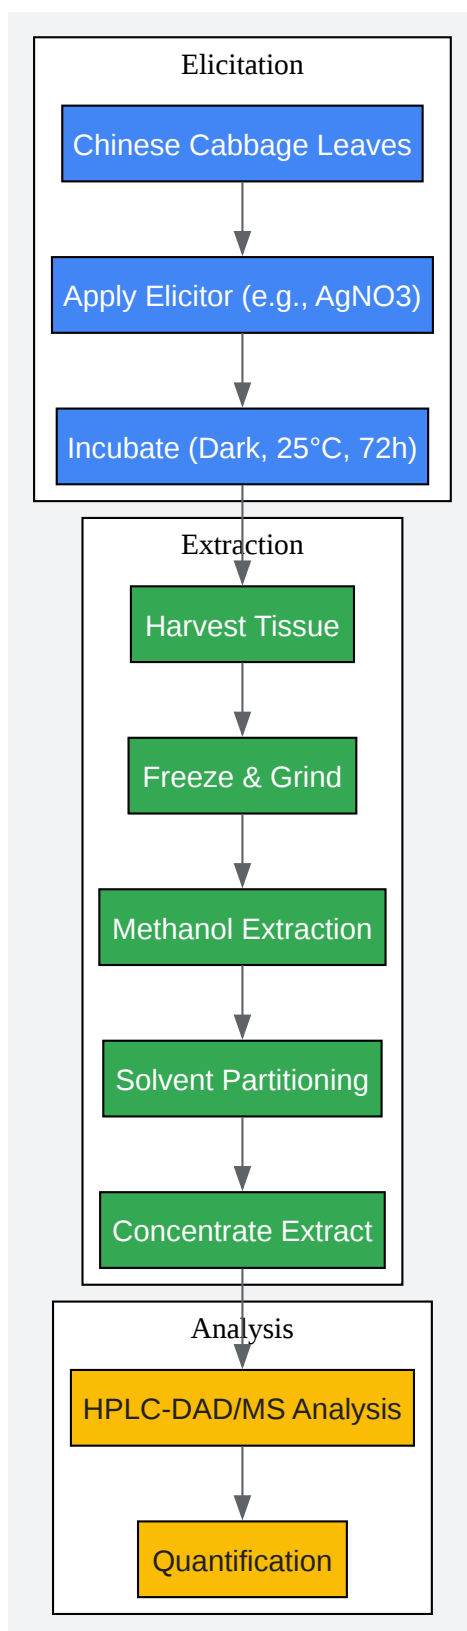 Elicitation
Chinese Cabbage Leaves
Apply Elicitor (e.g., AgNO3)
Incubate (Dark, 25°C, 72h)
Extraction
Harvest Tissue
Freeze & Grind
Methanol Extraction
Solvent Partitioning
Concentrate Extract
Analysis
HPLC-DAD/MS Analysis
Quantification